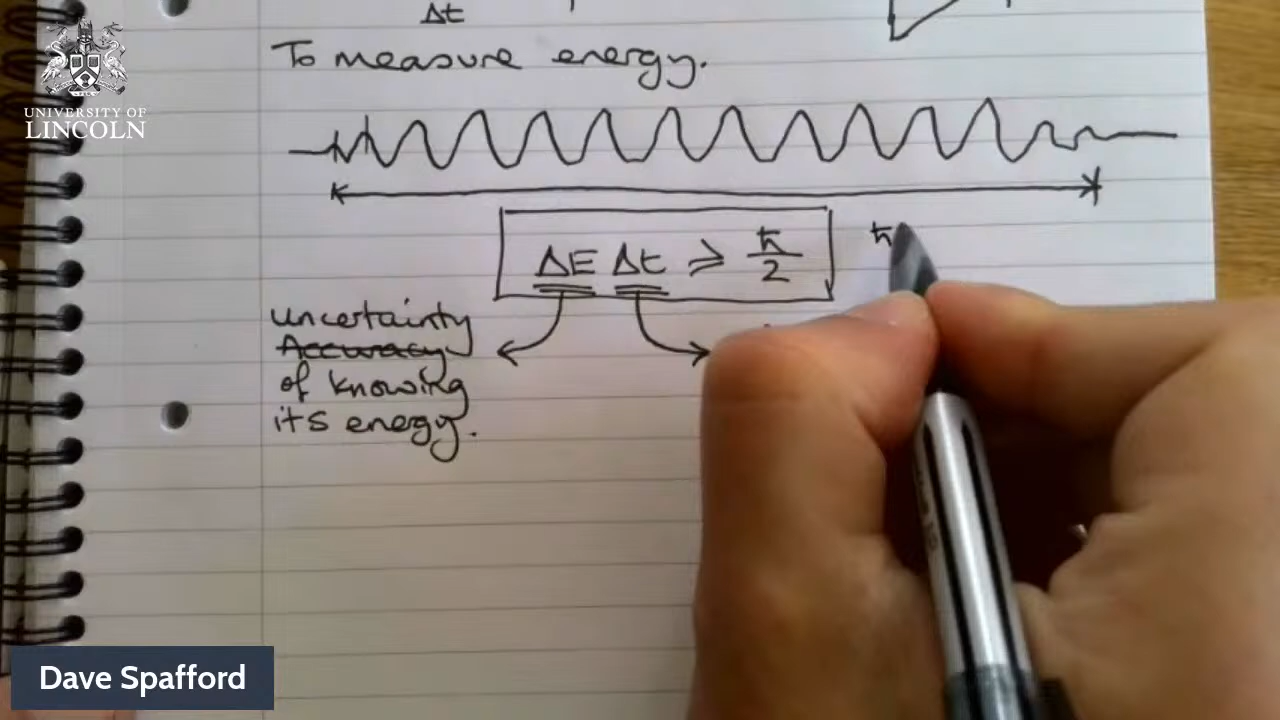 Δt
To measure energy.
ΔE Δt ⩾ ħ/2
ħ
uncertainty
Accuracy
of knowing
its energy.
UNIVERSITY OF
LINCOLN
Dave Spafford